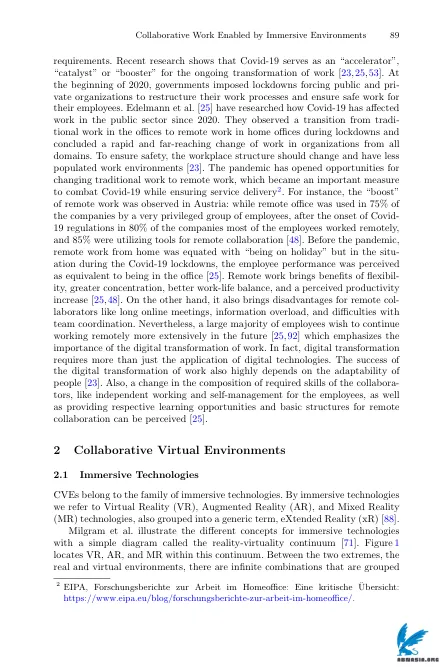 Collaborative Work Enabled by Immersive Environments 89
requirements. Recent research shows that Covid-19 serves as an “accelerator”,
“catalyst” or “booster” for the ongoing transformation of work [23,25,53]. At
the beginning of 2020, governments imposed lockdowns forcing public and pri-
vate organizations to restructure their work processes and ensure safe work for
their employees. Edelmann et al. [25] have researched how Covid-19 has affected
work in the public sector since 2020. They observed a transition from tradi-
tional work in the offices to remote work in home offices during lockdowns and
concluded a rapid and far-reaching change of work in organizations from all
domains. To ensure safety, the workplace structure should change and have less
populated work environments [23]. The pandemic has opened opportunities for
changing traditional work to remote work, which became an important measure
to combat Covid-19 while ensuring service delivery². For instance, the “boost”
of remote work was observed in Austria: while remote office was used in 75% of
the companies by a very privileged group of employees, after the onset of Covid-
19 regulations in 80% of the companies most of the employees worked remotely,
and 85% were utilizing tools for remote collaboration [48]. Before the pandemic,
remote work from home was equated with “being on holiday” but in the situ-
ation during the Covid-19 lockdowns, the employee performance was perceived
as equivalent to being in the office [25]. Remote work brings benefits of flexibil-
ity, greater concentration, better work-life balance, and a perceived productivity
increase [25,48]. On the other hand, it also brings disadvantages for remote col-
laborators like long online meetings, information overload, and difficulties with
team coordination. Nevertheless, a large majority of employees wish to continue
working remotely more extensively in the future [25,92] which emphasizes the
importance of the digital transformation of work. In fact, digital transformation
requires more than just the application of digital technologies. The success of
the digital transformation of work also highly depends on the adaptability of
people [23]. Also, a change in the composition of required skills of the collabora-
tors, like independent working and self-management for the employees, as well
as providing respective learning opportunities and basic structures for remote
collaboration can be perceived [25].
2 Collaborative Virtual Environments
2.1 Immersive Technologies
CVEs belong to the family of immersive technologies. By immersive technologies
we refer to Virtual Reality (VR), Augmented Reality (AR), and Mixed Reality
(MR) technologies, also grouped into a generic term, eXtended Reality (xR) [88].
Milgram et al. illustrate the different concepts for immersive technologies
with a simple diagram called the reality-virtuality continuum [71]. Figure 1
locates VR, AR, and MR within this continuum. Between the two extremes, the
real and virtual environments, there are infinite combinations that are grouped
² EIPA, Forschungsberichte zur Arbeit im Homeoffice: Eine kritische Übersicht:
https://www.eipa.eu/blog/forschungsberichte-zur-arbeit-im-homeoffice/.